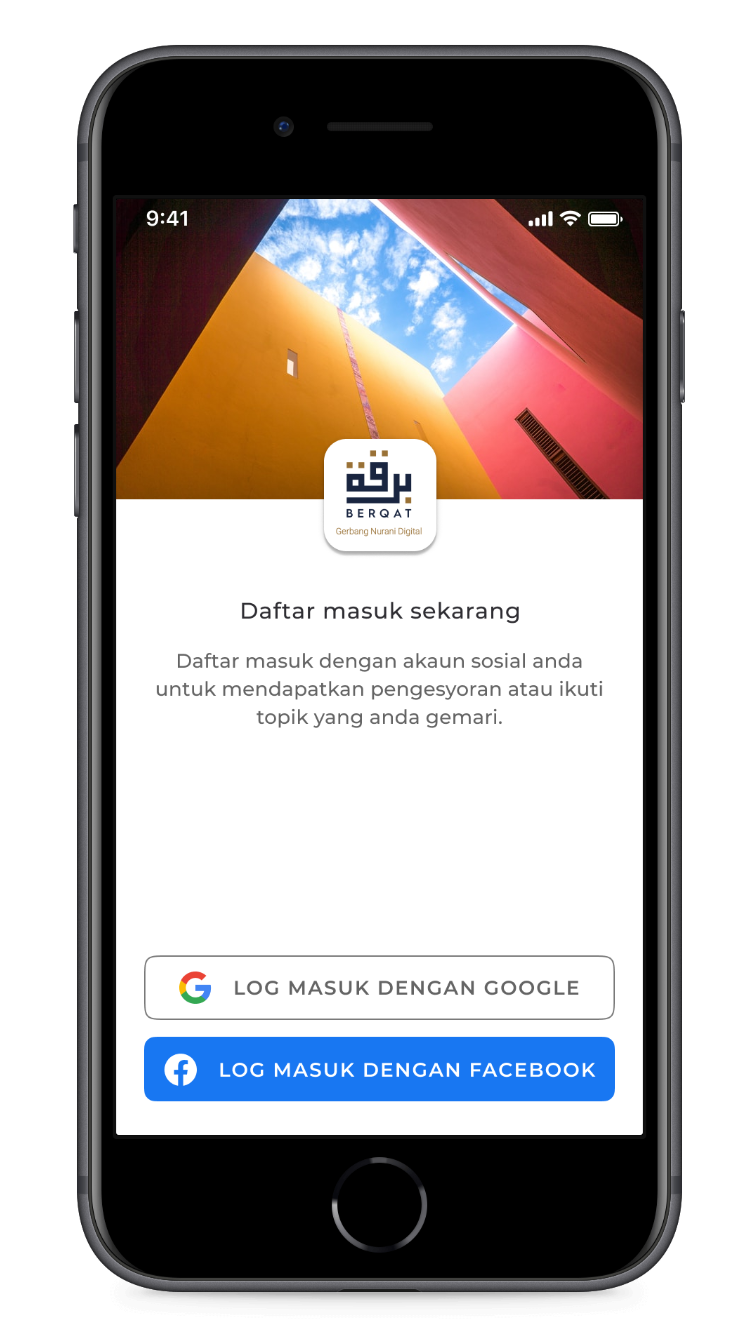 9:41
برقة
BERQAT
Gerbang Nurani Digital
Daftar masuk sekarang
Daftar masuk dengan akaun sosial anda
untuk mendapatkan pengesyoran atau ikuti
topik yang anda gemari.
LOG MASUK DENGAN GOOGLE
LOG MASUK DENGAN FACEBOOK